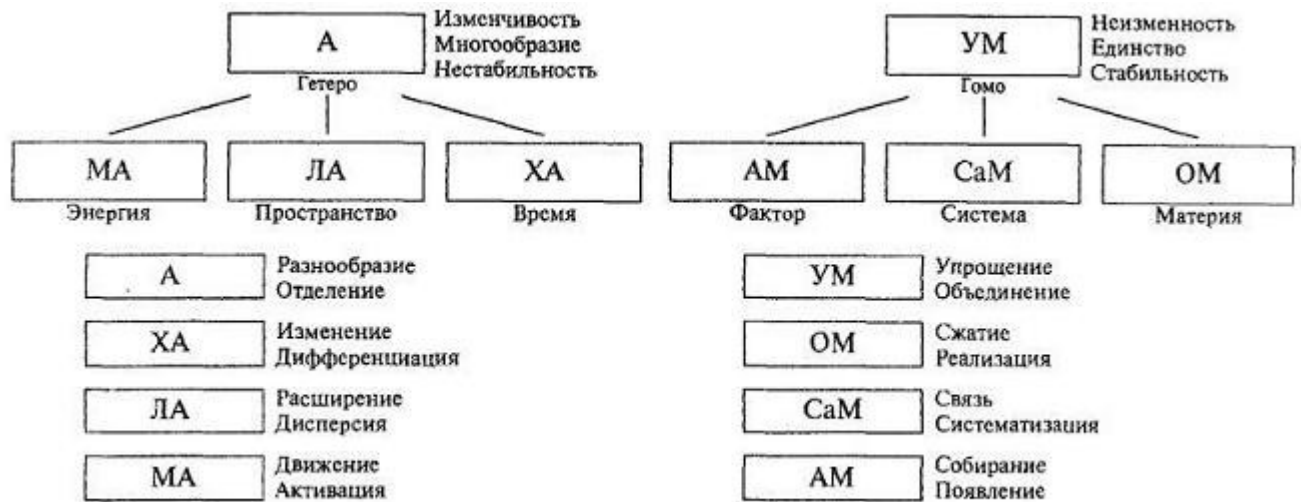 А
Изменчивость
Многообразие
Нестабильность
Гетеро
УМ
Неизменность
Единство
Стабильность
Гомо
МА
ЛА
ХА
АМ
СаМ
ОМ
Энергия
Пространство
Время
Фактор
Система
Материя
А
Разнообразие
Отделение
ХА
Изменение
Дифференциация
ЛА
Расширение
Дисперсия
МА
Движение
Активация
УМ
Упрощение
Объединение
ОМ
Сжатие
Реализация
СаМ
Связь
Систематизация
АМ
Собирание
Появление